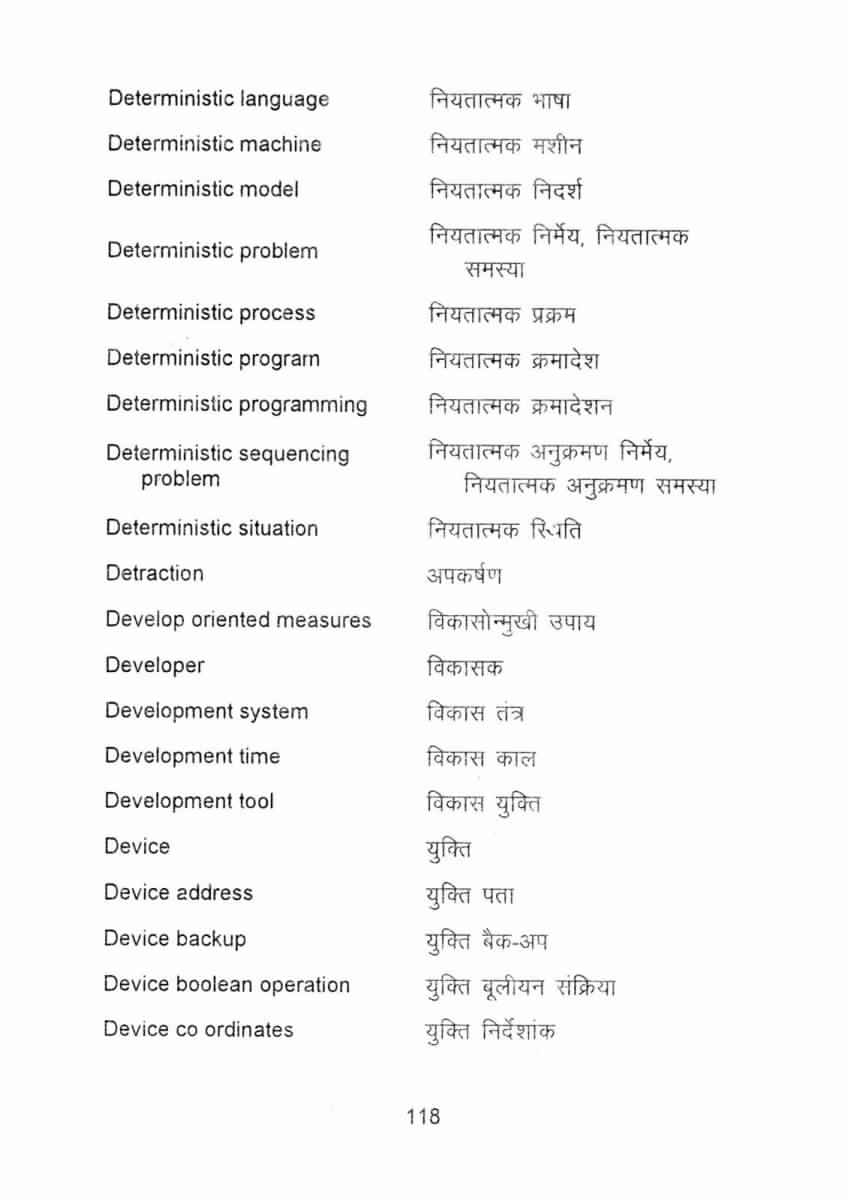 Deterministic language नियतात्मक भाषा
Deterministic machine नियतात्मक मशीन
Deterministic model नियतात्मक निदर्श
Deterministic problem नियतात्मक निर्मेय, नियतात्मक
समस्या
Deterministic process नियतात्मक प्रक्रम
Deterministic program नियतात्मक क्रमादेश
Deterministic programming नियतात्मक क्रमादेशन
Deterministic sequencing नियतात्मक अनुक्रमण निर्मेय,
problem नियतात्मक अनुक्रमण समस्या
Deterministic situation नियतात्मक स्थिति
Detraction अपकर्षण
Develop oriented measures विकासोन्मुखी उपाय
Developer विकासक
Development system विकास तंत्र
Development time विकास काल
Development tool विकास युक्ति
Device युक्ति
Device address युक्ति पता
Device backup युक्ति बैक-अप
Device boolean operation युक्ति बूलीयन संक्रिया
Device co ordinates युक्ति निर्देशांक
118